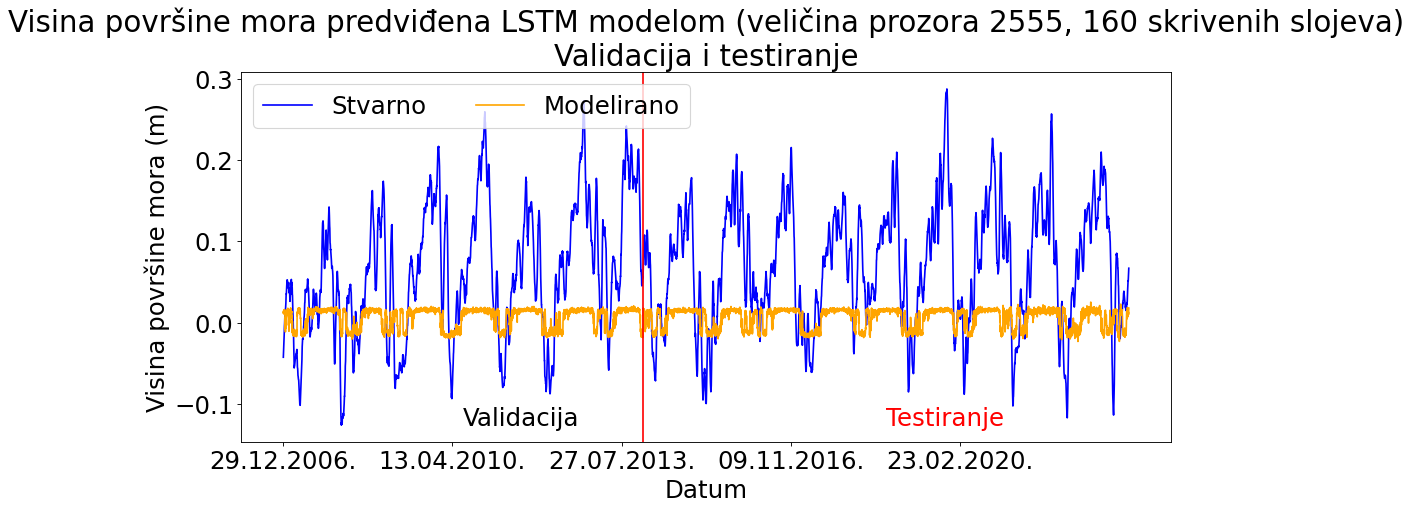 Visina površine mora predviđena LSTM modelom (veličina prozora 2555, 160 skrivenih slojeva)
Validacija i testiranje
Stvarno
Modelirano
Visina površine mora (m)
0.3
0.2
0.1
0.0
−0.1
Validacija
Testiranje
29.12.2006.
13.04.2010.
27.07.2013.
09.11.2016.
23.02.2020.
Datum